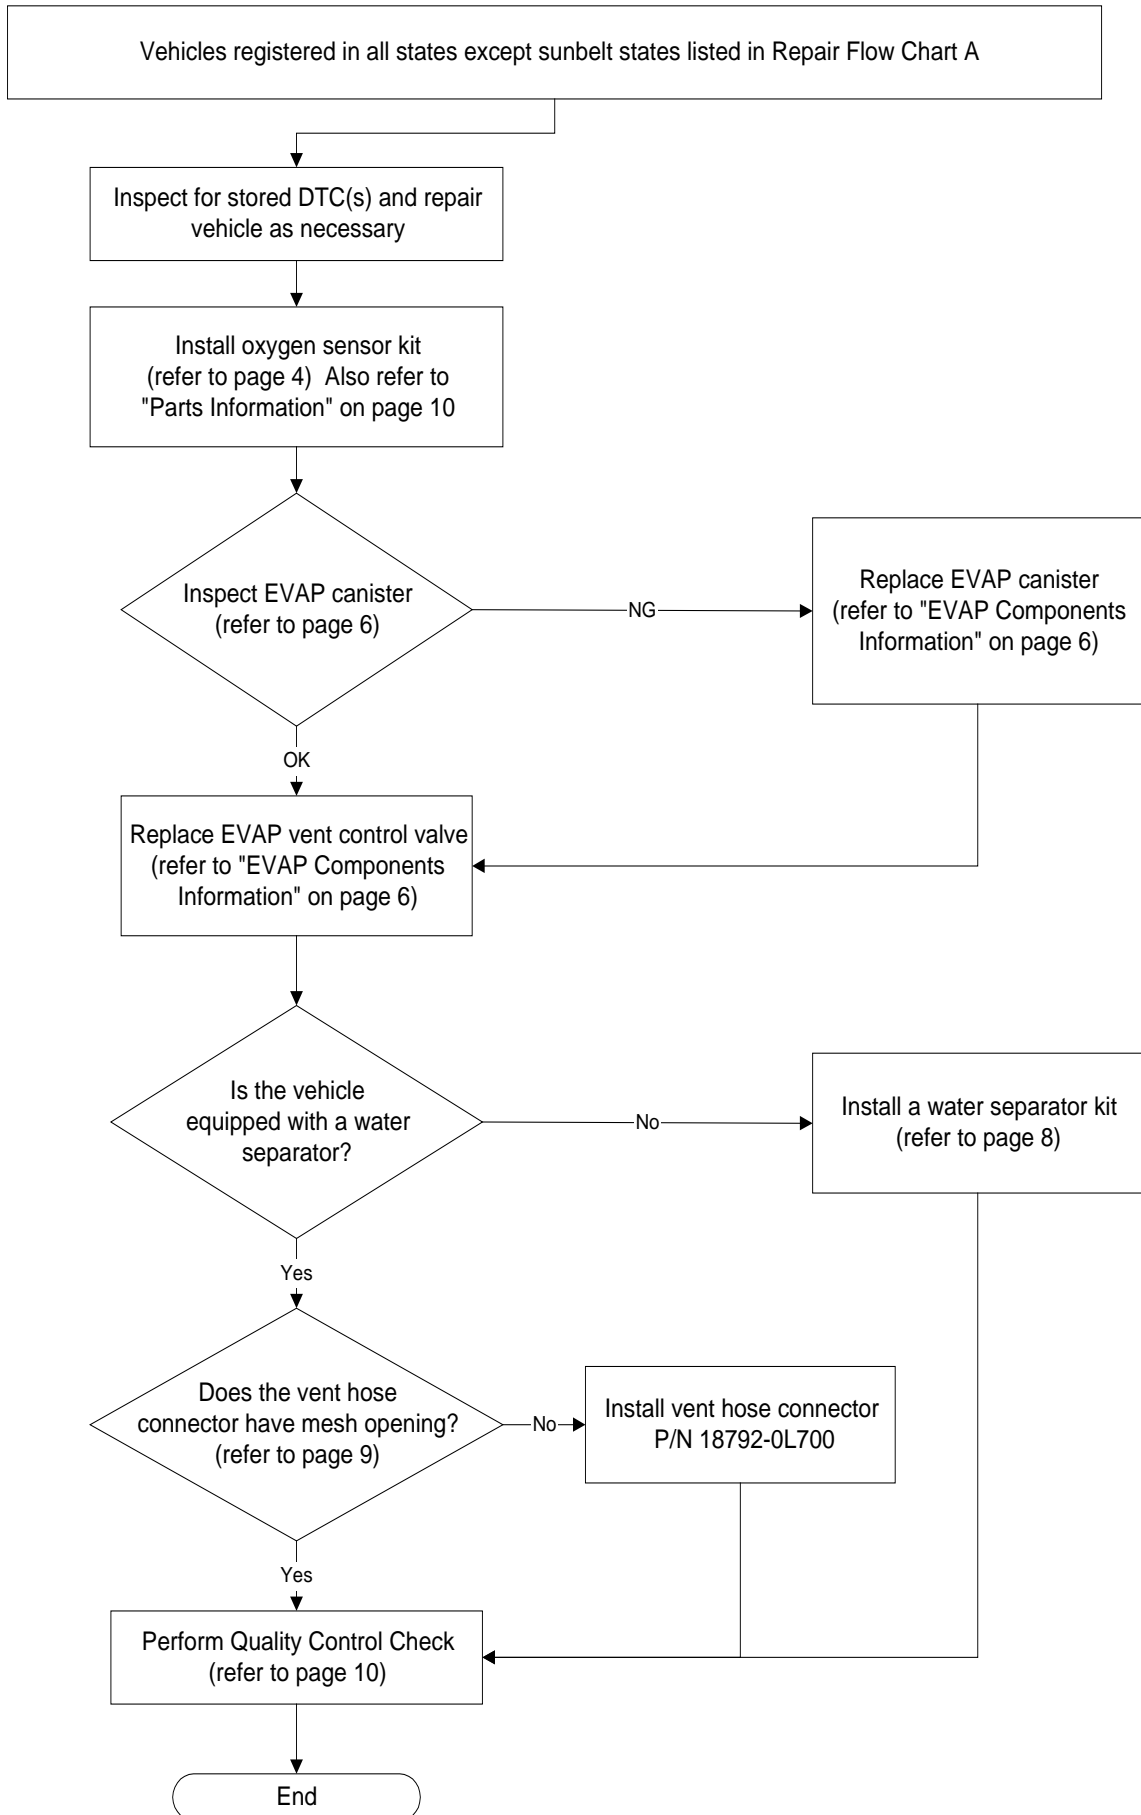 Vehicles registered in all states except sunbelt states listed in Repair Flow Chart A
Inspect for stored DTC(s) and repair
vehicle as necessary
Install oxygen sensor kit
(refer to page 4)  Also refer to
"Parts Information" on page 10
Inspect EVAP canister
(refer to page 6)
NG
Replace EVAP canister
(refer to "EVAP Components
Information" on page 6)
OK
Replace EVAP vent control valve
(refer to "EVAP Components
Information" on page 6)
Is the vehicle
equipped with a water
separator?
No
Install a water separator kit
(refer to page 8)
Yes
Does the vent hose
connector have mesh opening?
(refer to page 9)
No
Install vent hose connector
P/N 18792-0L700
Yes
Perform Quality Control Check
(refer to page 10)
End